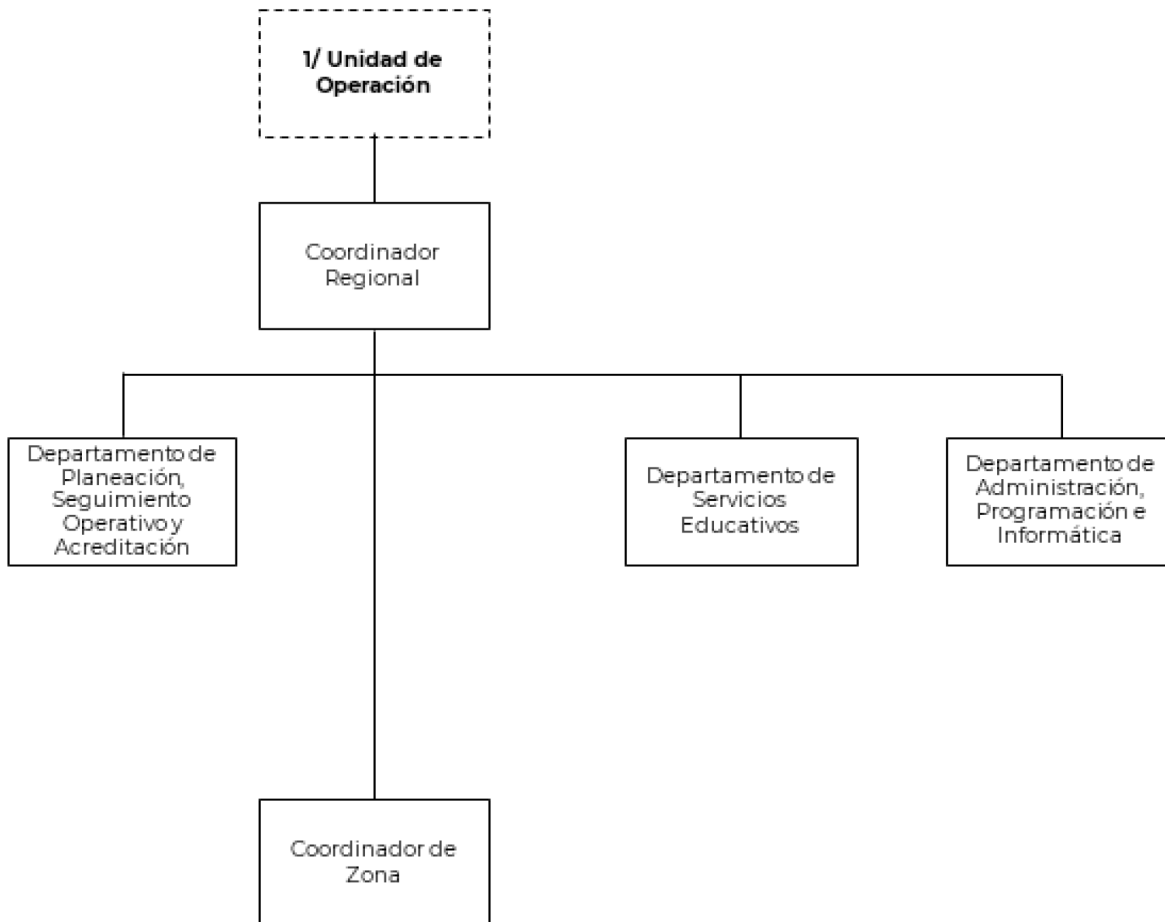 1/ Unidad de
Operación
Coordinador
Regional
Departamento de
Planeación,
Seguimiento
Operativo y
Acreditación
Departamento de
Servicios
Educativos
Departamento de
Administración,
Programación e
Informática
Coordinador de
Zona